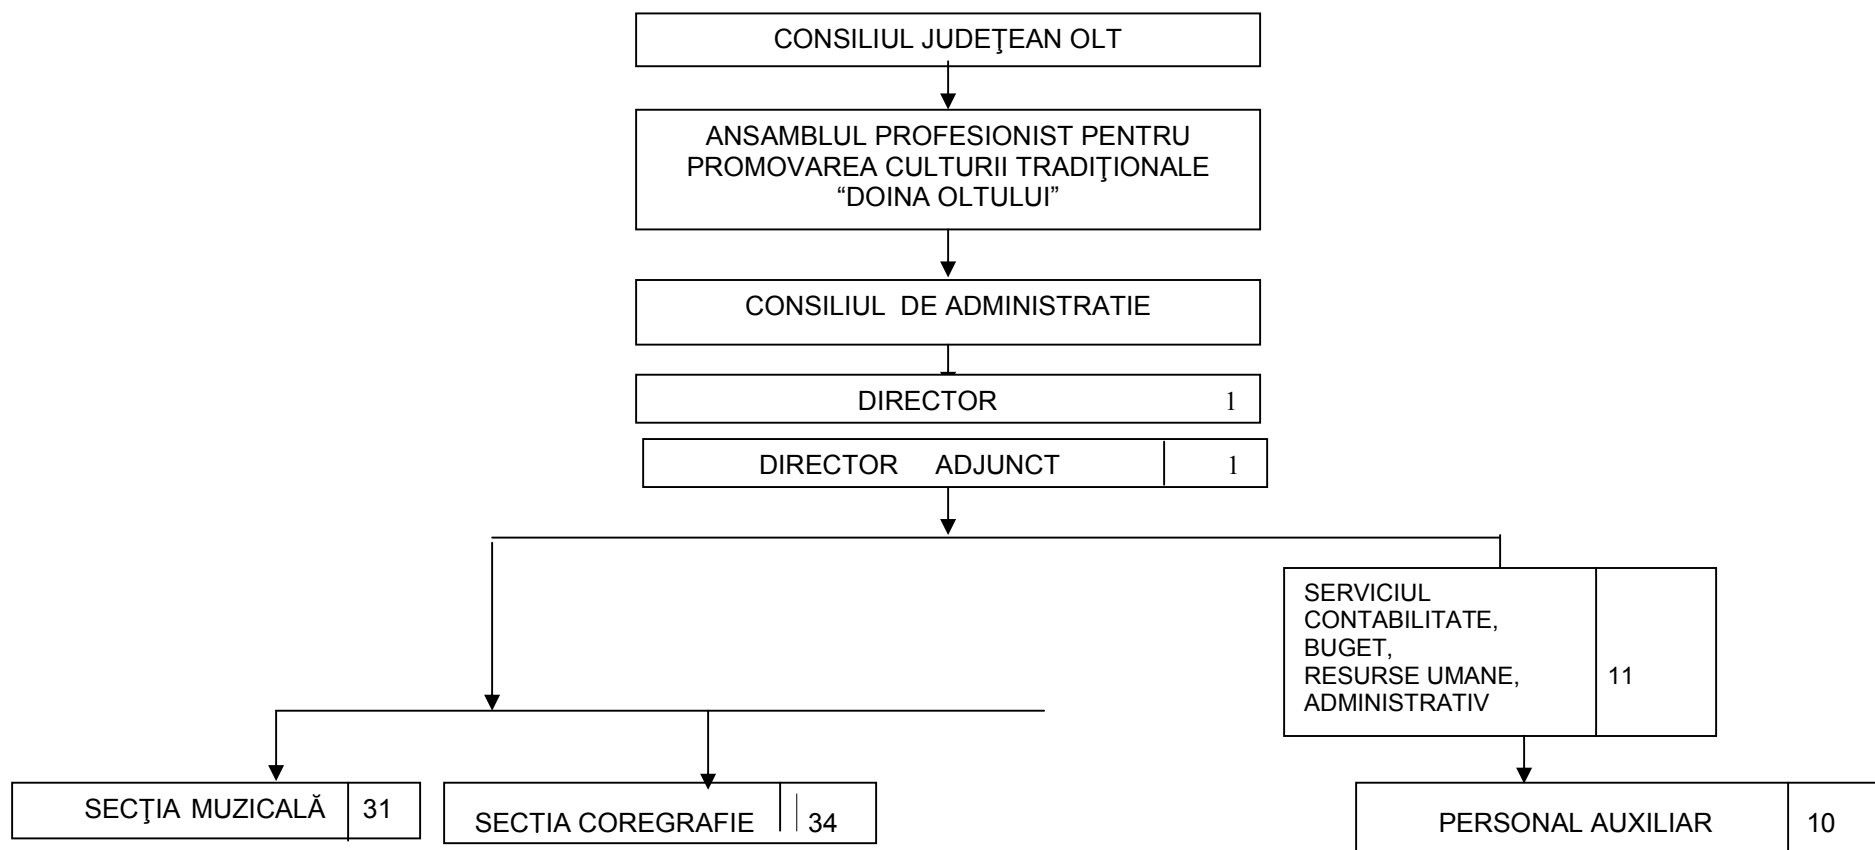 CONSILIUL JUDEŢEAN OLT
ANSAMBLUL PROFESIONIST PENTRU
PROMOVAREA CULTURII TRADIŢIONALE
“DOINA OLTULUI”
CONSILIUL DE ADMINISTRATIE
DIRECTOR 1
DIRECTOR ADJUNCT 1
SERVICIUL
CONTABILITATE,
BUGET,
RESURSE UMANE, 11
ADMINISTRATIV
SECŢIA MUZICALĂ 31
SECTIA COREGRAFIE 34
PERSONAL AUXILIAR 10